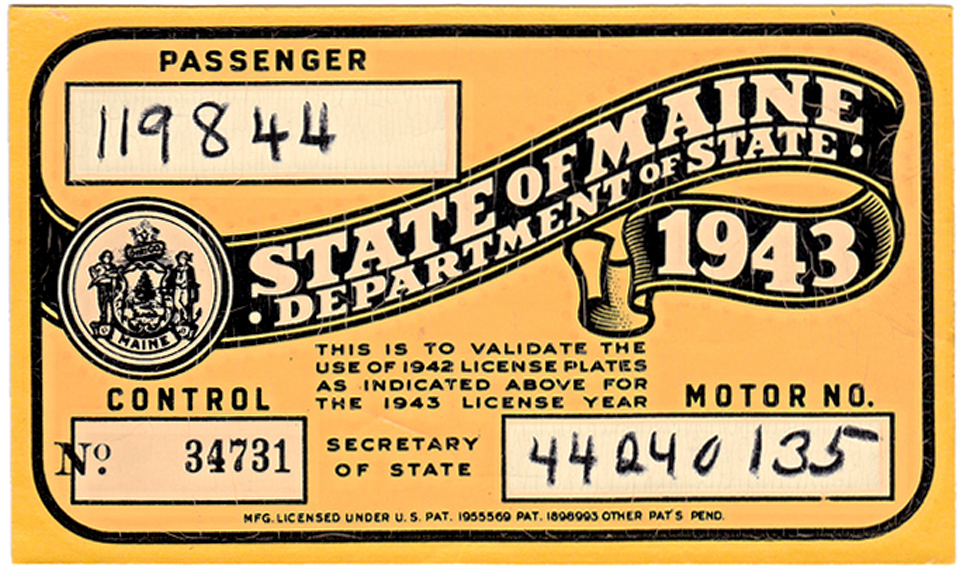 PASSENGER
119844
STATE OF MAINE
DEPARTMENT OF STATE
1943
DIRIGO
MAINE
THIS IS TO VALIDATE THE
USE OF 1942 LICENSE PLATES
AS INDICATED ABOVE FOR
THE 1943 LICENSE YEAR
CONTROL
No. 34731
SECRETARY
OF STATE
MOTOR NO.
44240135
MFG. LICENSED UNDER U.S. PAT. 1955569 PAT. 1898993 OTHER PAT'S PEND.